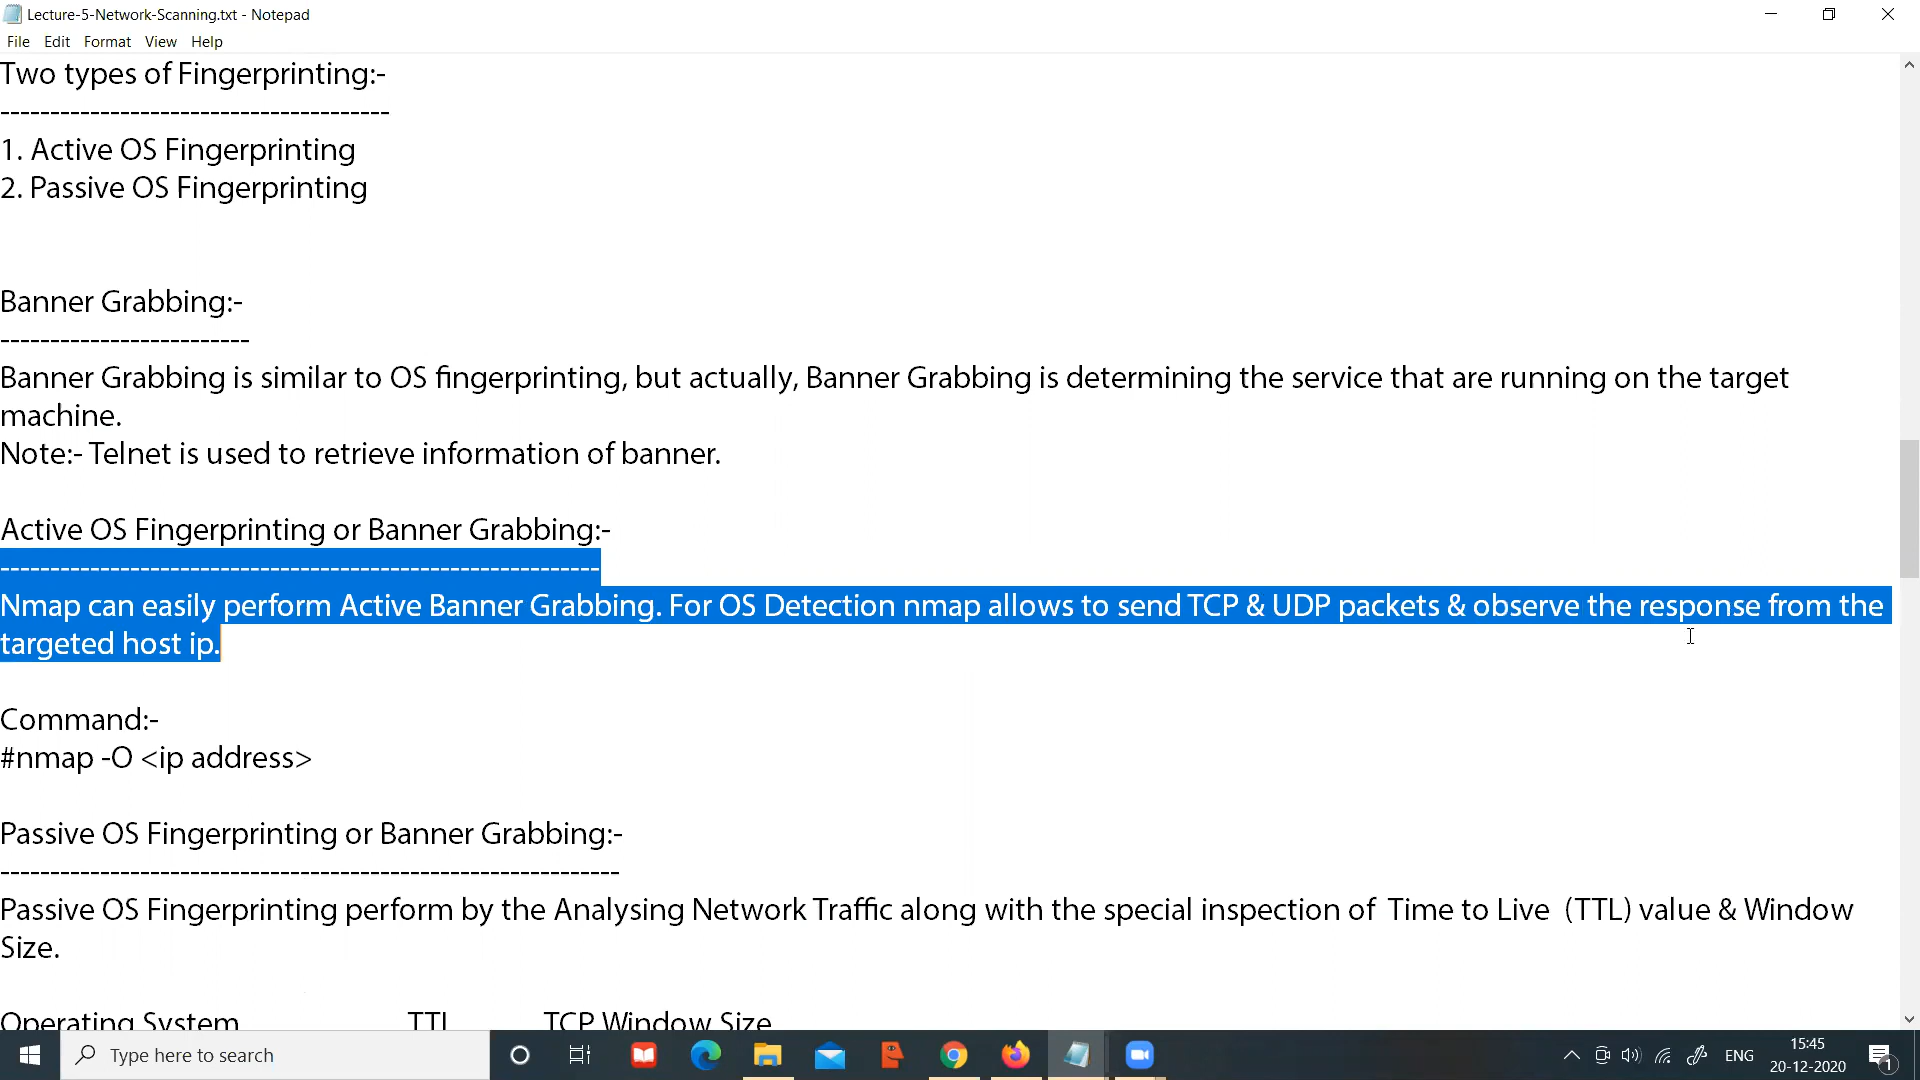 Lecture-5-Network-Scanning.txt - Notepad
File Edit Format View Help
Two types of Fingerprinting:-
---------------------------------------
1. Active OS Fingerprinting
2. Passive OS Fingerprinting
Banner Grabbing:-
-------------------------
Banner Grabbing is similar to OS fingerprinting, but actually, Banner Grabbing is determining the service that are running on the target
machine.
Note:- Telnet is used to retrieve information of banner.
Active OS Fingerprinting or Banner Grabbing:-
------------------------------------------------------------
Nmap can easily perform Active Banner Grabbing. For OS Detection nmap allows to send TCP & UDP packets & observe the response from the
targeted host ip.
Command:-
#nmap -O <ip address>
Passive OS Fingerprinting or Banner Grabbing:-
--------------------------------------------------------------
Passive OS Fingerprinting perform by the Analysing Network Traffic along with the special inspection of  Time to Live  (TTL) value & Window
Size.
Operating System TTL TCP Window Size
Type here to search
ENG
15:45
20-12-2020
1